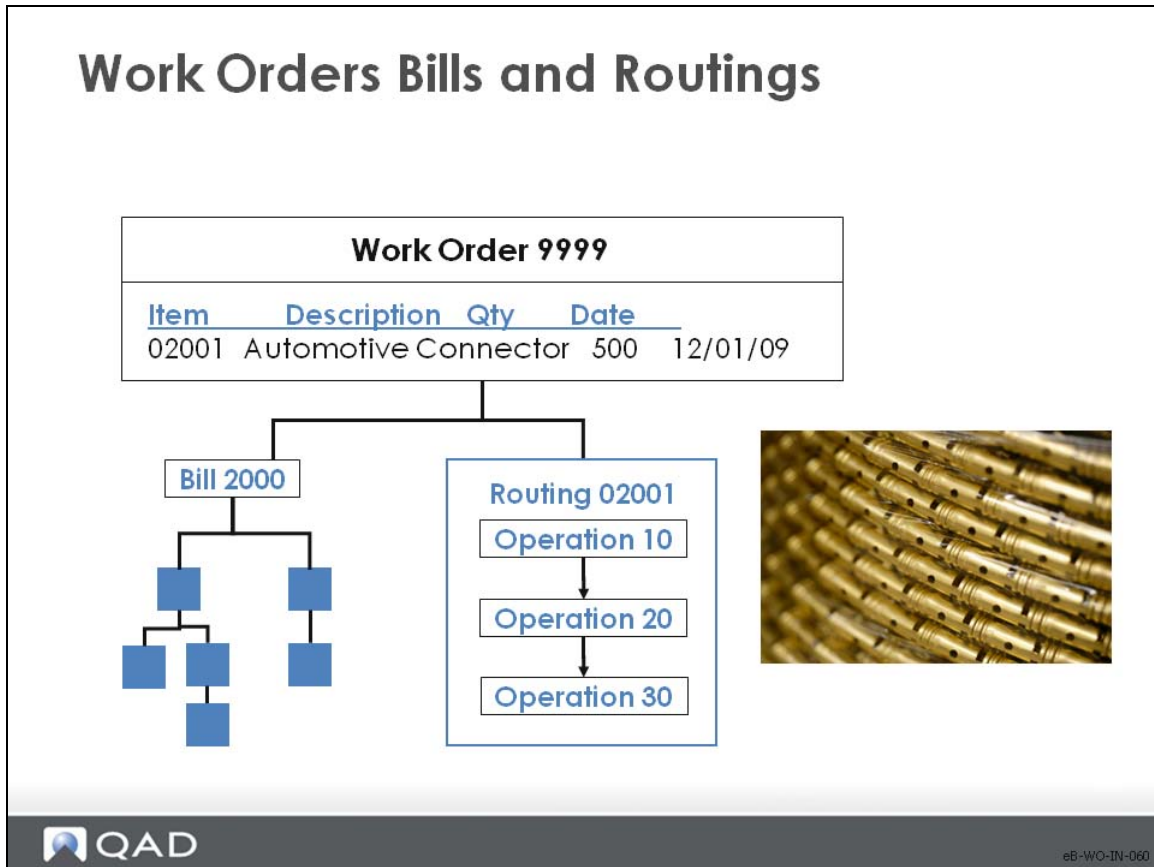 Work Orders Bills and Routings
Work Order 9999
Item Description Qty Date
02001 Automotive Connector 500 12/01/09
Bill 2000
Routing 02001
Operation 10
Operation 20
Operation 30
QAD
eB-WO-IN-060